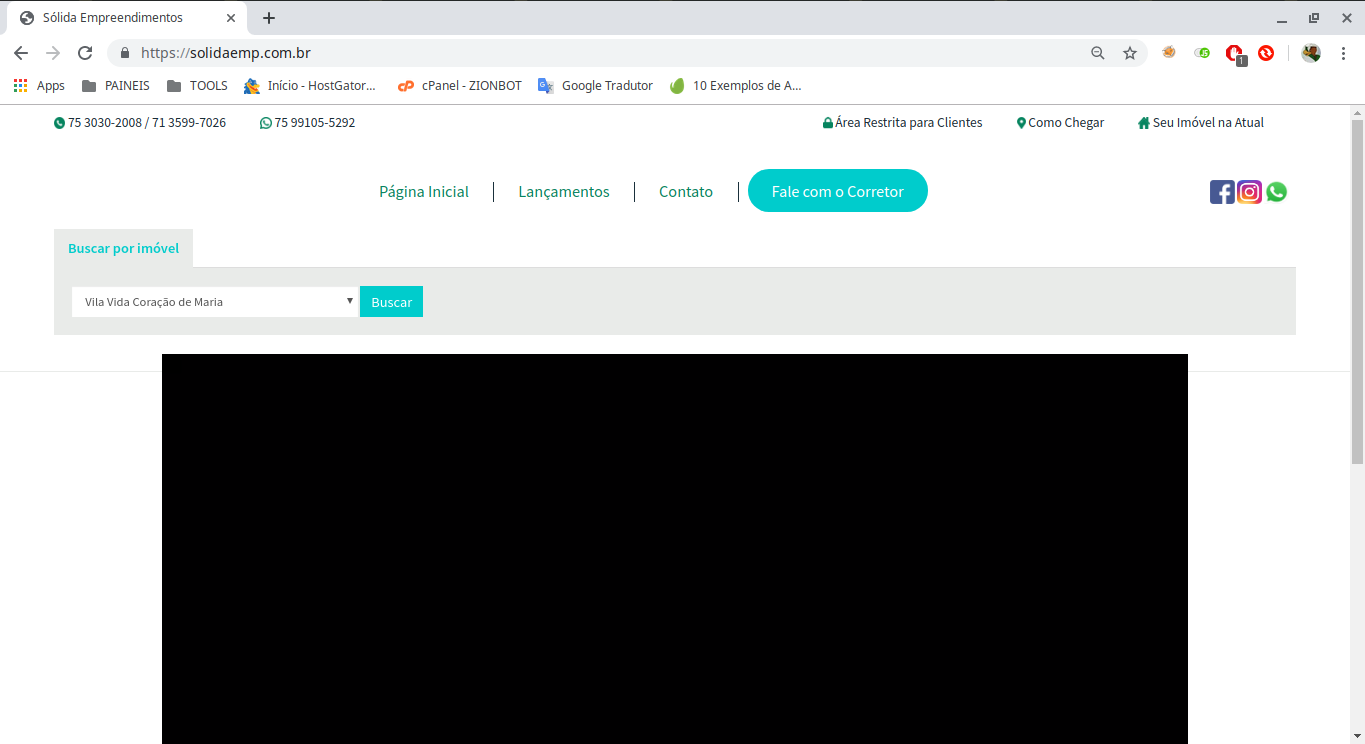 Sólida Empreendimentos
https://solidaemp.com.br
JS
1
Apps PAINEIS TOOLS Início - HostGator... cPanel - ZIONBOT Google Tradutor 10 Exemplos de A...
75 3030-2008 / 71 3599-7026 75 99105-5292 Área Restrita para Clientes Como Chegar Seu Imóvel na Atual
Página Inicial Lançamentos Contato Fale com o Corretor
Buscar por imóvel
Vila Vida Coração de Maria Buscar